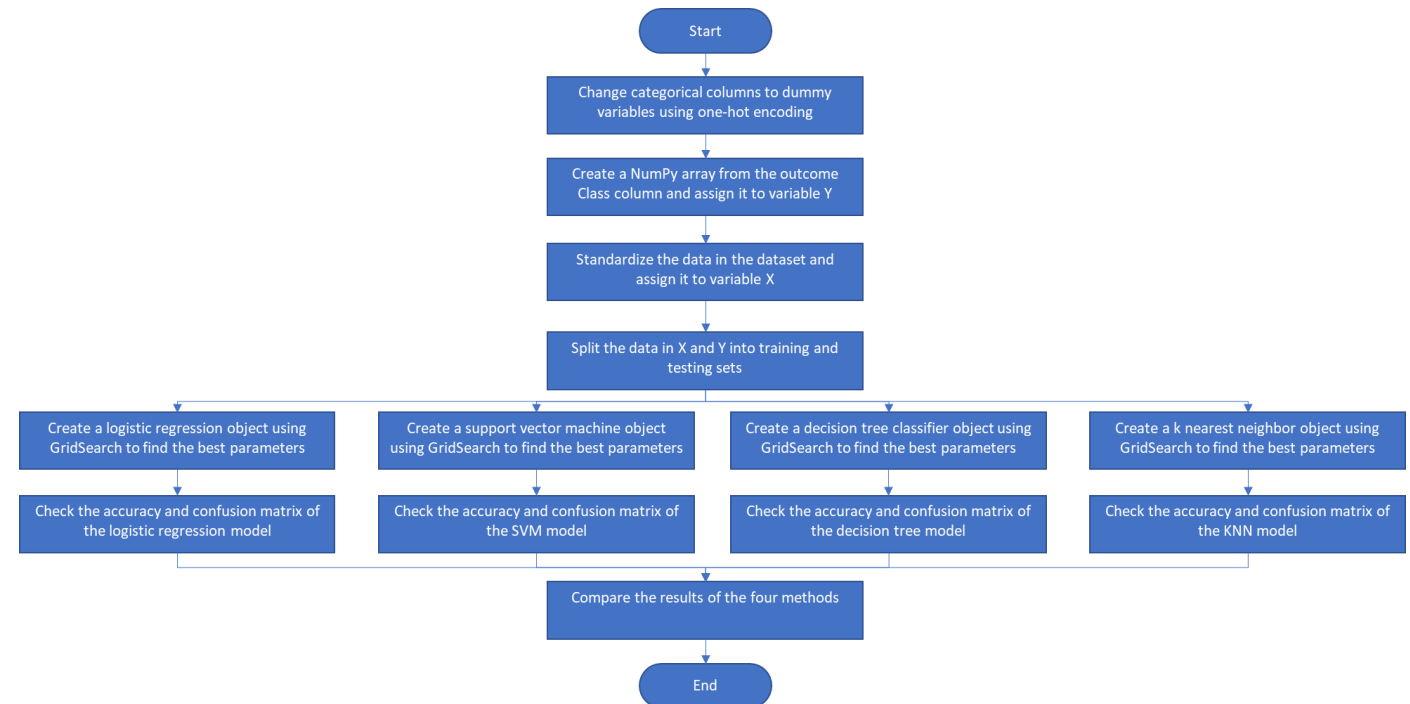 Start
Change categorical columns to dummy
variables using one-hot encoding
Create a NumPy array from the outcome
Class column and assign it to variable Y
Standardize the data in the dataset and
assign it to variable X
Split the data in X and Y into training and
testing sets
Create a logistic regression object using
GridSearch to find the best parameters
Create a support vector machine object
using GridSearch to find the best parameters
Create a decision tree classifier object using
GridSearch to find the best parameters
Create a k nearest neighbor object using
GridSearch to find the best parameters
Check the accuracy and confusion matrix of
the logistic regression model
Check the accuracy and confusion matrix of
the SVM model
Check the accuracy and confusion matrix of
the decision tree model
Check the accuracy and confusion matrix of
the KNN model
Compare the results of the four methods
End